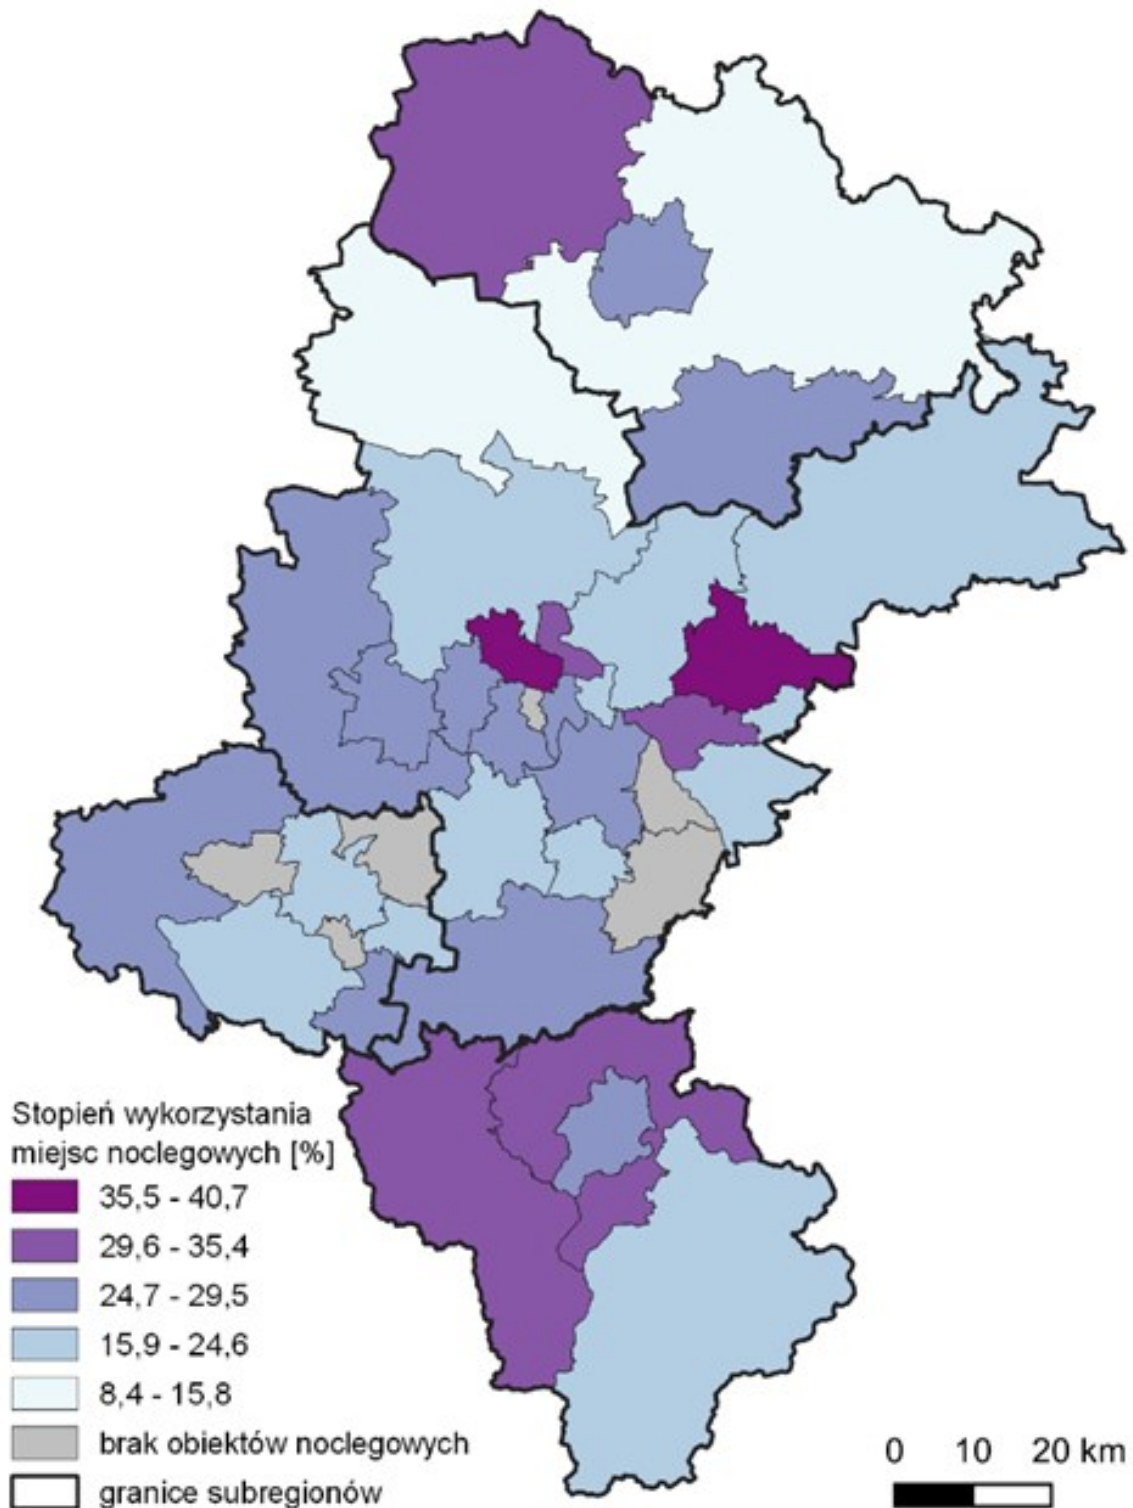 Stopień wykorzystania
miejsc noclegowych [%]
35,5 - 40,7
29,6 - 35,4
24,7 - 29,5
15,9 - 24,6
8,4 - 15,8
brak obiektów noclegowych
granice subregionów
0 10 20 km